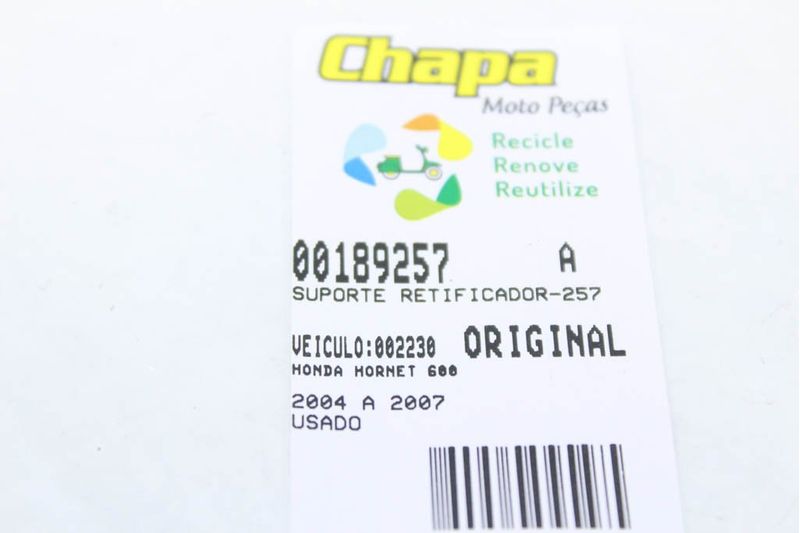 Chapa
Moto Peças
Recicle
Renove
Reutilize
00189257 A
SUPORTE RETIFICADOR-257
VEICULO:002230 ORIGINAL
HONDA HORNET 600
2004 A 2007
USADO